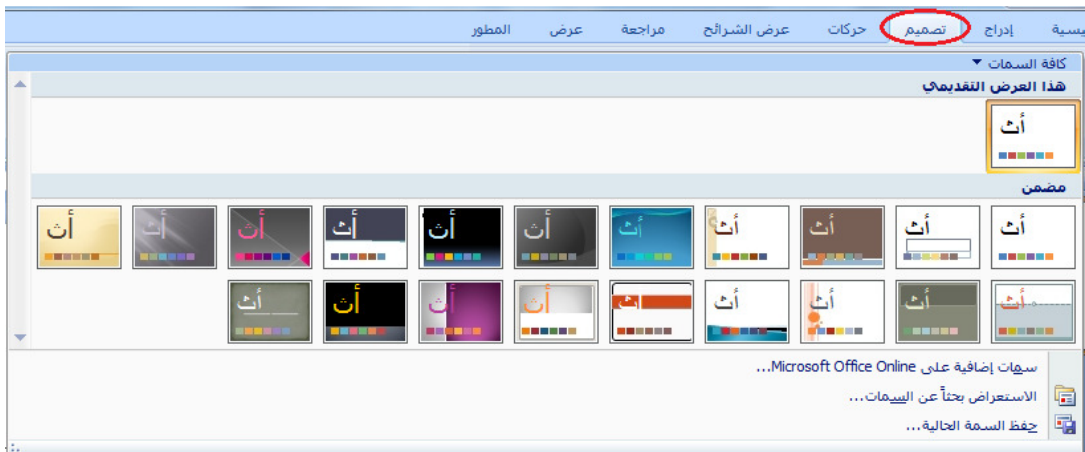 يسية إدراج تصميم حركات عرض الشرائح مراجعة عرض المطور
كافة السمات
هذا العرض التقديمي
أث
مضمن
أث أث أث أث أث أث أث أث أث أث أث
أث أث أث أث أث أث أث أث أث
سمات إضافية على Microsoft Office Online...
الاستعراض بحثاً عن السمات...
حفظ السمة الحالية...